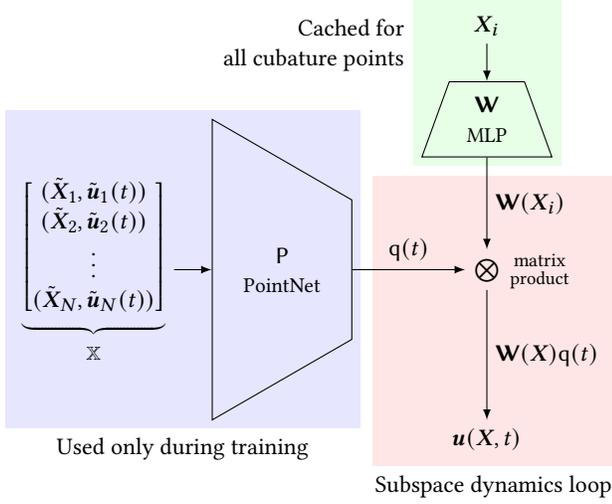 Cached for
all cubature points
X_i
W
MLP
(X̃_1, ũ_1(t))
(X̃_2, ũ_2(t))
⋮
(X̃_N, ũ_N(t))
𝕏
P
PointNet
q(t)
W(X_i)
⊗
matrix
product
W(X)q(t)
u(X, t)
Used only during training
Subspace dynamics loop